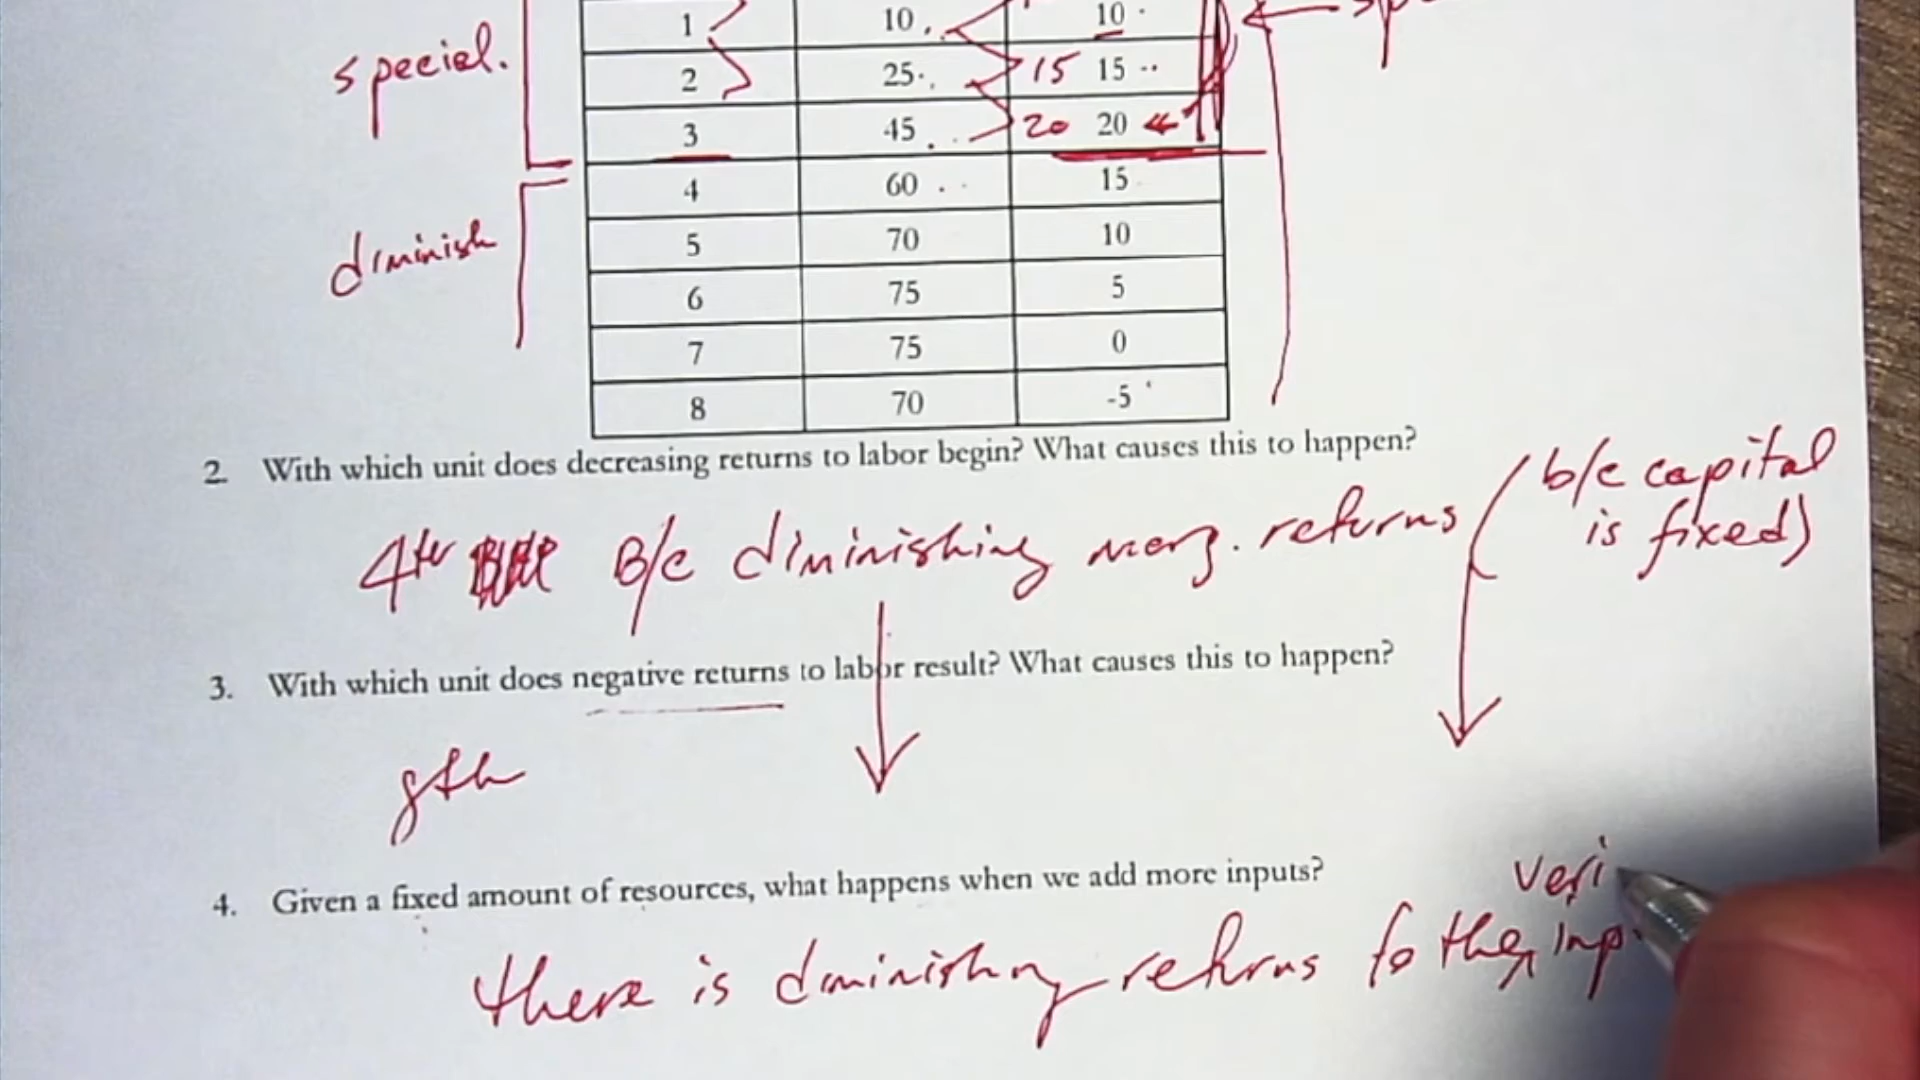 special.
1 10 10
2 25 15 15
3 45 20 20
4 60 15
diminish
5 70 10
6 75 5
7 75 0
8 70 -5
2. With which unit does decreasing returns to labor begin? What causes this to happen?
4th B/c diminishing marg. returns (b/c capital
is fixed)
3. With which unit does negative returns to labor result? What causes this to happen?
8th
4. Given a fixed amount of resources, what happens when we add more inputs?
vari
there is diminishing returns to the inp